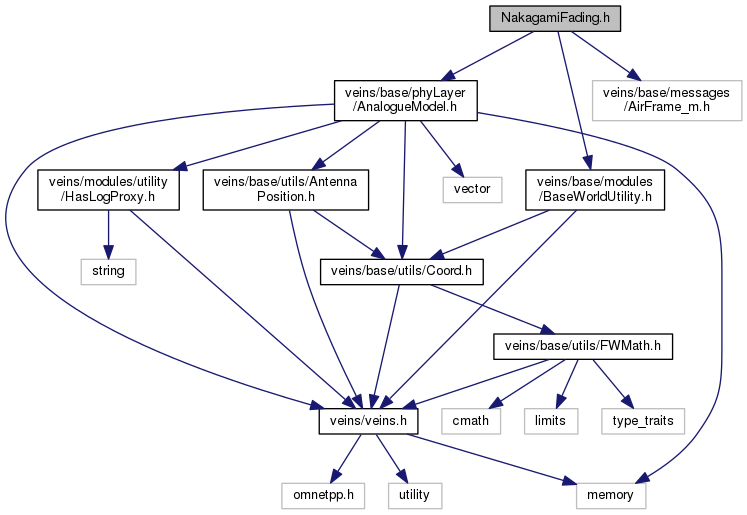 NakagamiFading.h
veins/base/phyLayer
/AnalogueModel.h
veins/base/messages
/AirFrame_m.h
veins/modules/utility
/HasLogProxy.h
veins/base/utils/Antenna
Position.h
vector
veins/base/modules
/BaseWorldUtility.h
string
veins/base/utils/Coord.h
veins/base/utils/FWMath.h
veins/veins.h
cmath
limits
type_traits
omnetpp.h
utility
memory